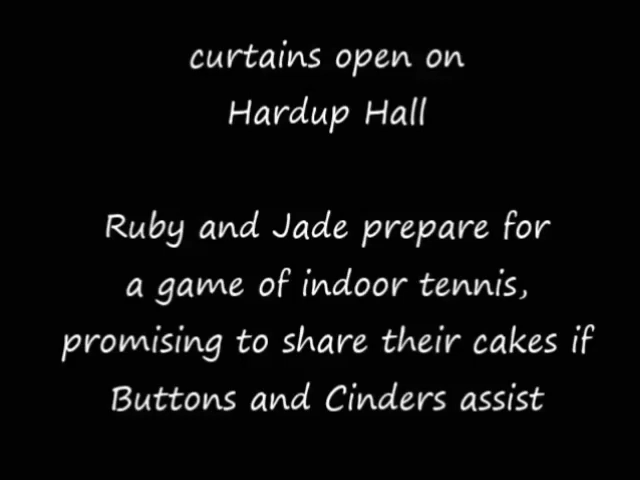 curtains open on
Hardup Hall
Ruby and Jade prepare for
a game of indoor tennis,
promising to share their cakes if
Buttons and Cinders assist